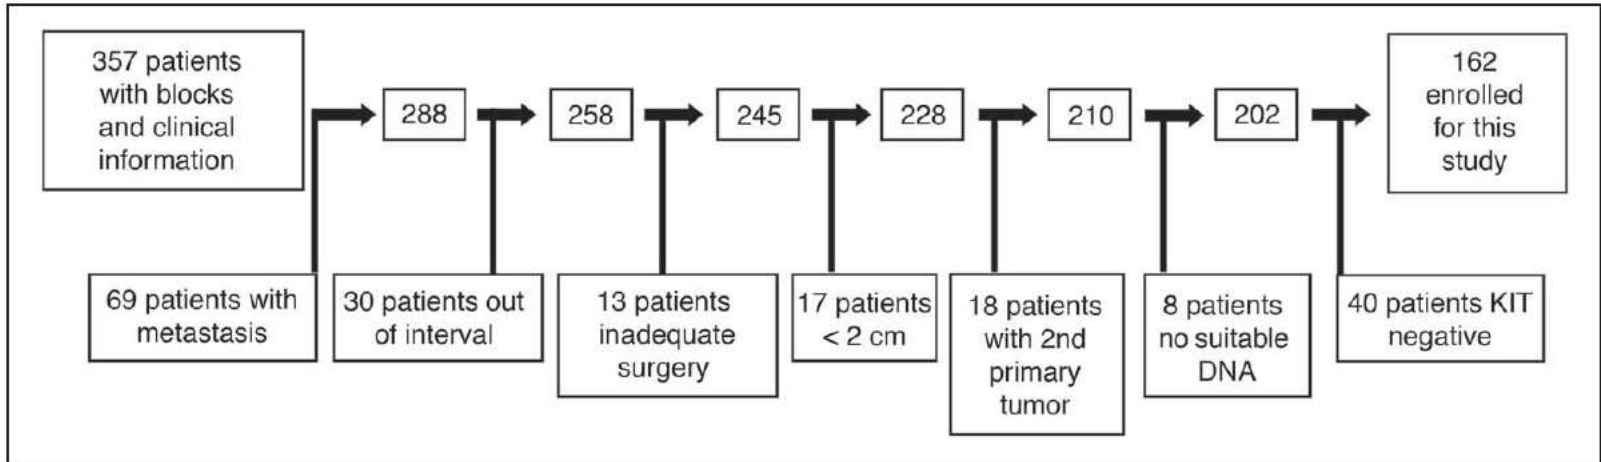 357 patients
with blocks
and clinical
information
288
258
245
228
210
202
162
enrolled
for this
study
69 patients with
metastasis
30 patients out
of interval
13 patients
inadequate
surgery
17 patients
< 2 cm
18 patients
with 2nd
primary
tumor
8 patients
no suitable
DNA
40 patients KIT
negative